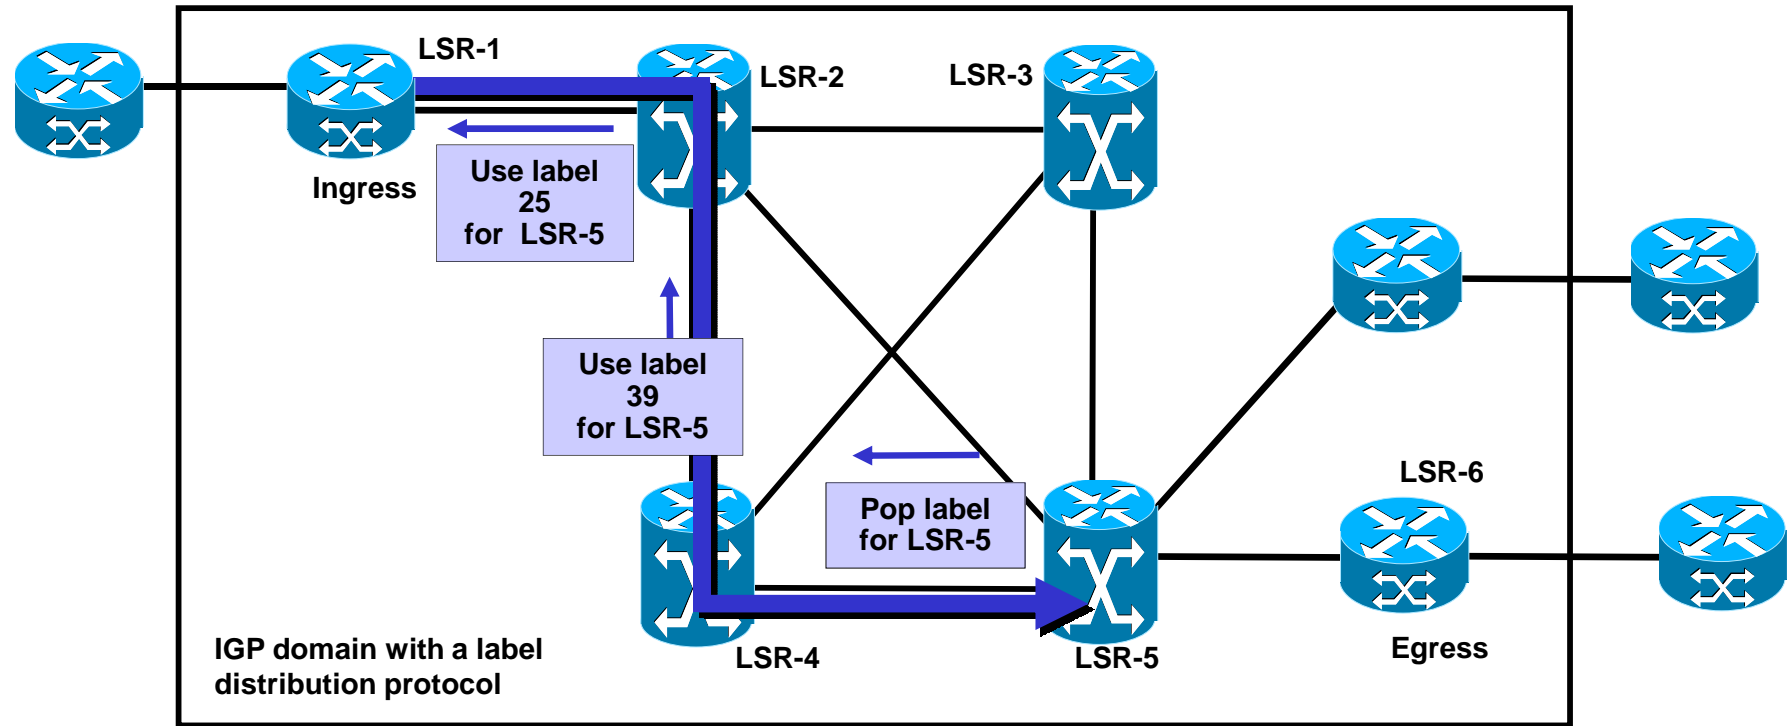 LSR-1
LSR-2
LSR-3
Ingress
Use label
25
for LSR-5
Use label
39
for LSR-5
Pop label
for LSR-5
LSR-6
LSR-4
LSR-5
Egress
IGP domain with a label
distribution protocol